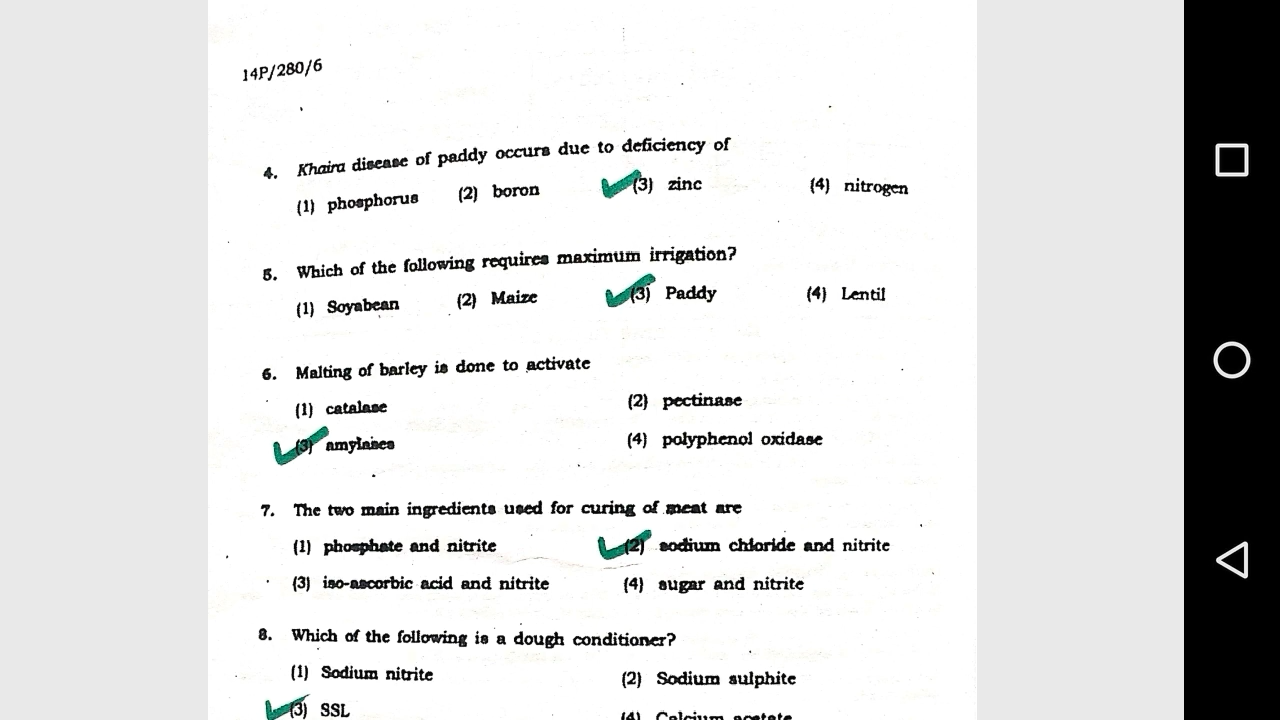 14P/280/6
4. Khaira disease of paddy occurs due to deficiency of
(1) phosphorus (2) boron (3) zinc (4) nitrogen
5. Which of the following requires maximum irrigation?
(1) Soyabean (2) Maize (3) Paddy (4) Lentil
6. Malting of barley is done to activate
(1) catalase (2) pectinase
(3) amylases (4) polyphenol oxidase
7. The two main ingredients used for curing of meat are
(1) phosphate and nitrite (2) sodium chloride and nitrite
(3) iso-ascorbic acid and nitrite (4) sugar and nitrite
8. Which of the following is a dough conditioner?
(1) Sodium nitrite (2) Sodium sulphite
(3) SSL (4) Calcium acetate